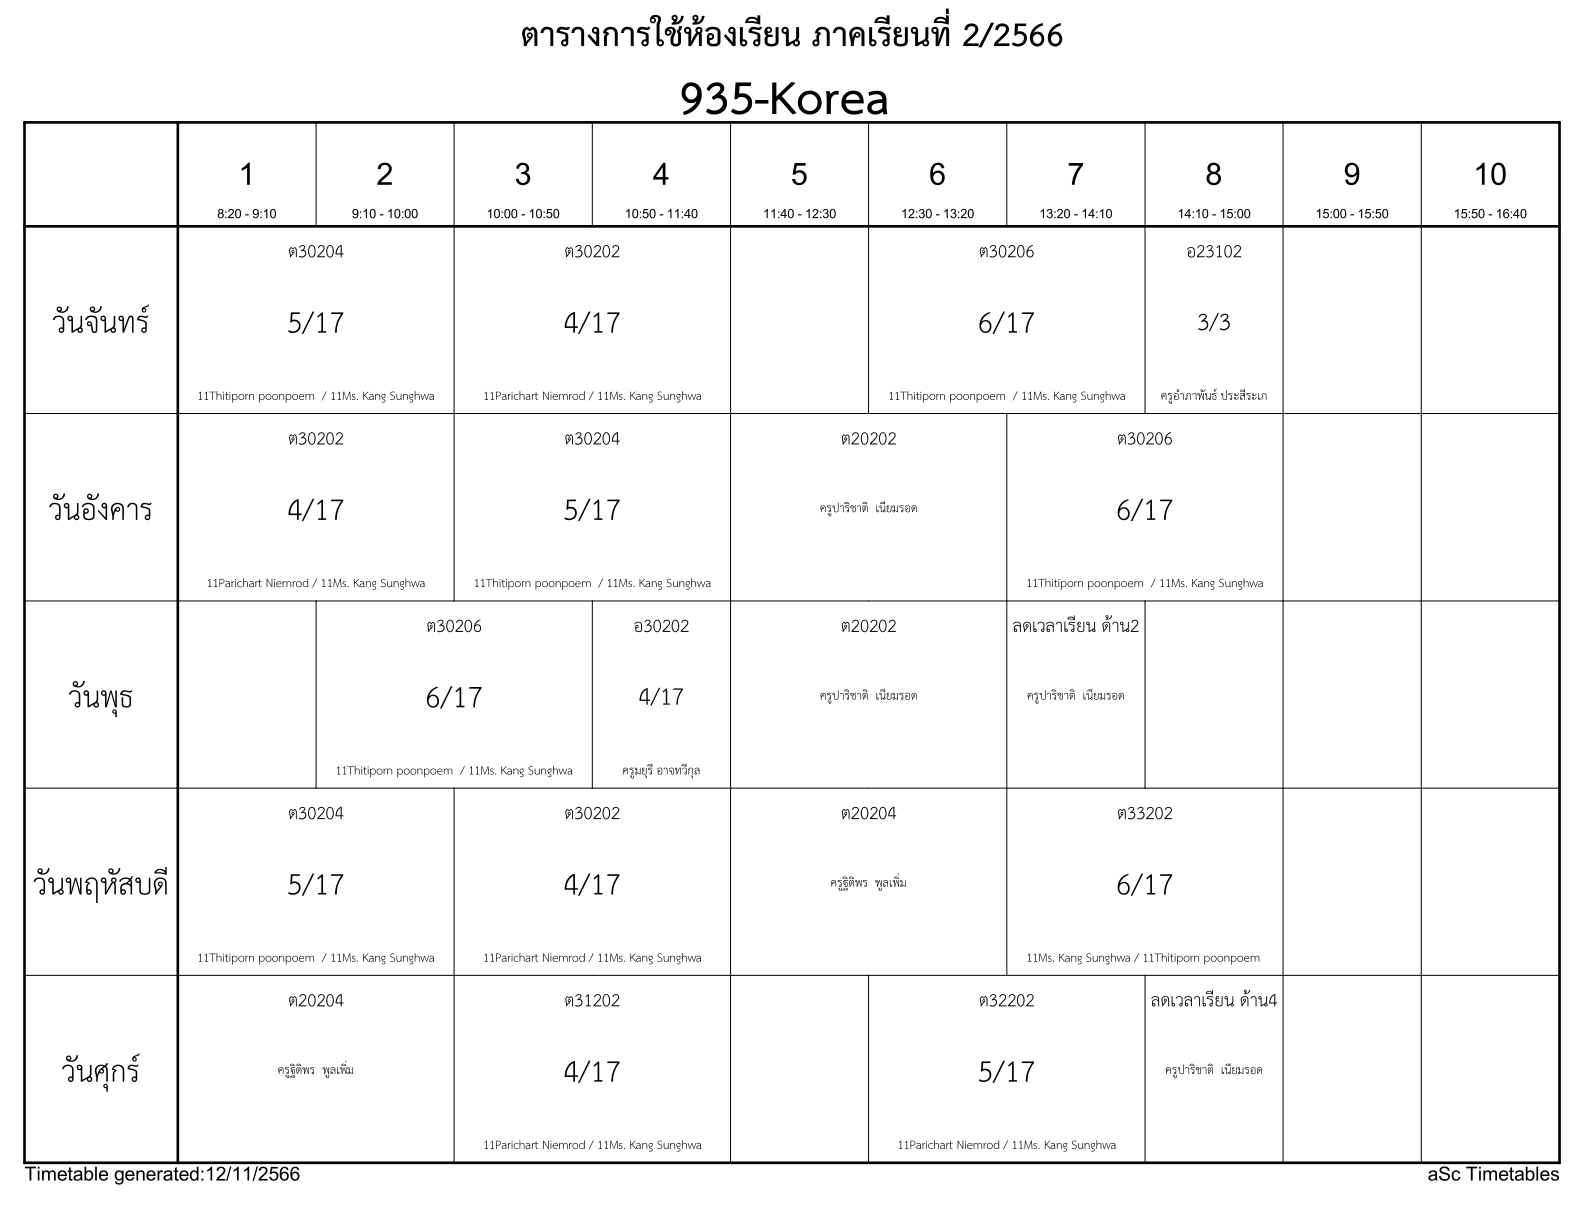 ตารางการใช้ห้องเรียน ภาคเรียนที่ 2/2566
935-Korea
1 2 3 4 5 6 7 8 9 10
8:20 - 9:10 9:10 - 10:00 10:00 - 10:50 10:50 - 11:40 11:40 - 12:30 12:30 - 13:20 13:20 - 14:10 14:10 - 15:00 15:00 - 15:50 15:50 - 16:40
ต30204 ต30202 ต30206 อ23102
วันจันทร์ 5/17 4/17 6/17 3/3
11Thitiporn poonpoem / 11Ms. Kang Sunghwa 11Parichart Niemrod / 11Ms. Kang Sunghwa 11Thitiporn poonpoem / 11Ms. Kang Sunghwa ครูอำภาพันธ์ ประสีระเก
ต30202 ต30204 ต20202 ต30206
วันอังคาร 4/17 5/17 ครูปาริชาติ เนียมรอด 6/17
11Parichart Niemrod / 11Ms. Kang Sunghwa 11Thitiporn poonpoem / 11Ms. Kang Sunghwa 11Thitiporn poonpoem / 11Ms. Kang Sunghwa
ต30206 อ30202 ต20202 ลดเวลาเรียน ด้าน2
วันพุธ 6/17 4/17 ครูปาริชาติ เนียมรอด ครูปาริชาติ เนียมรอด
11Thitiporn poonpoem / 11Ms. Kang Sunghwa ครูมยุรี อาจทวีกุล
ต30204 ต30202 ต20204 ต33202
วันพฤหัสบดี 5/17 4/17 ครูฐิติพร พูลเพิ่ม 6/17
11Thitiporn poonpoem / 11Ms. Kang Sunghwa 11Parichart Niemrod / 11Ms. Kang Sunghwa 11Ms. Kang Sunghwa / 11Thitiporn poonpoem
ต20204 ต31202 ต32202 ลดเวลาเรียน ด้าน4
วันศุกร์ ครูฐิติพร พูลเพิ่ม 4/17 5/17 ครูปาริชาติ เนียมรอด
11Parichart Niemrod / 11Ms. Kang Sunghwa 11Parichart Niemrod / 11Ms. Kang Sunghwa
Timetable generated:12/11/2566 aSc Timetables